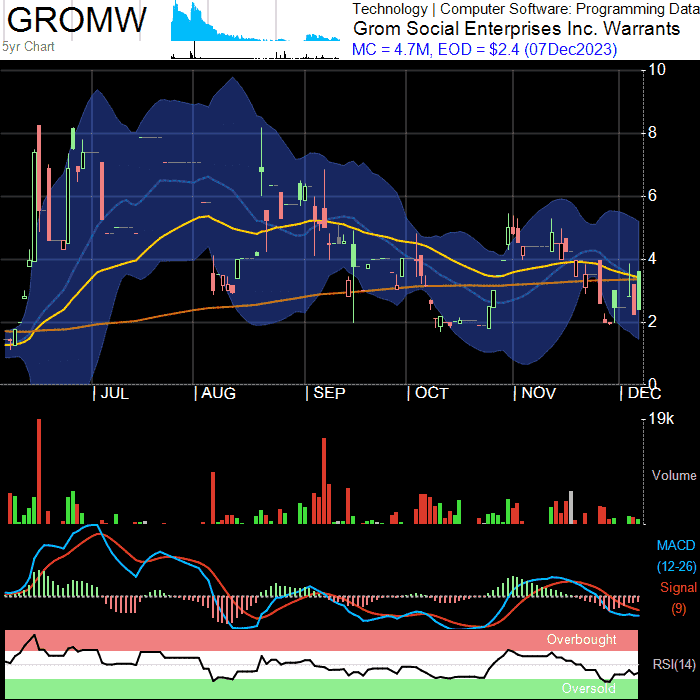 GROMW
5yr Chart
Technology | Computer Software: Programming Data
Grom Social Enterprises Inc. Warrants
MC = 4.7M, EOD = $2.4 (07Dec2023)
10
8
6
4
2
0
JUL
AUG
SEP
OCT
NOV
DEC
19k
Volume
MACD
(12-26)
Signal
(9)
Overbought
RSI(14)
Oversold